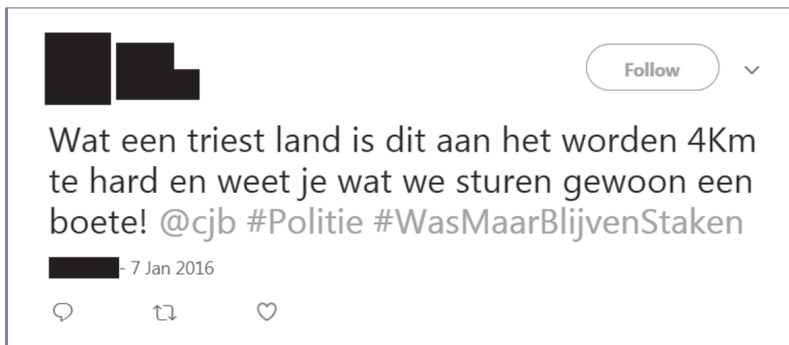 Follow
Wat een triest land is dit aan het worden 4Km
te hard en weet je wat we sturen gewoon een
boete! @cjb #Politie #WasMaarBlijvenStaken
- 7 Jan 2016